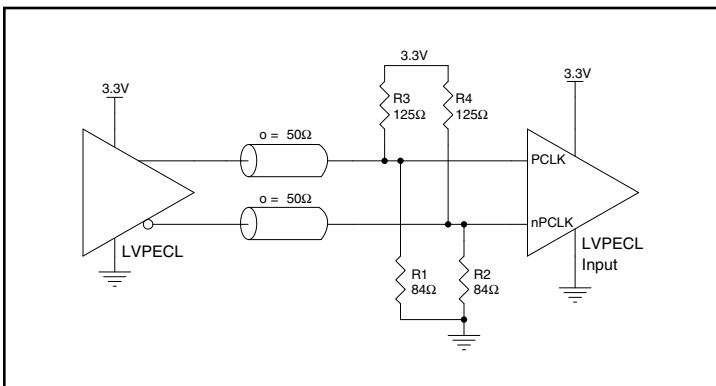 3.3V
3.3V
3.3V
R3
125Ω
R4
125Ω
o = 50Ω
PCLK
o = 50Ω
nPCLK
LVPECL
LVPECL
Input
R1
84Ω
R2
84Ω